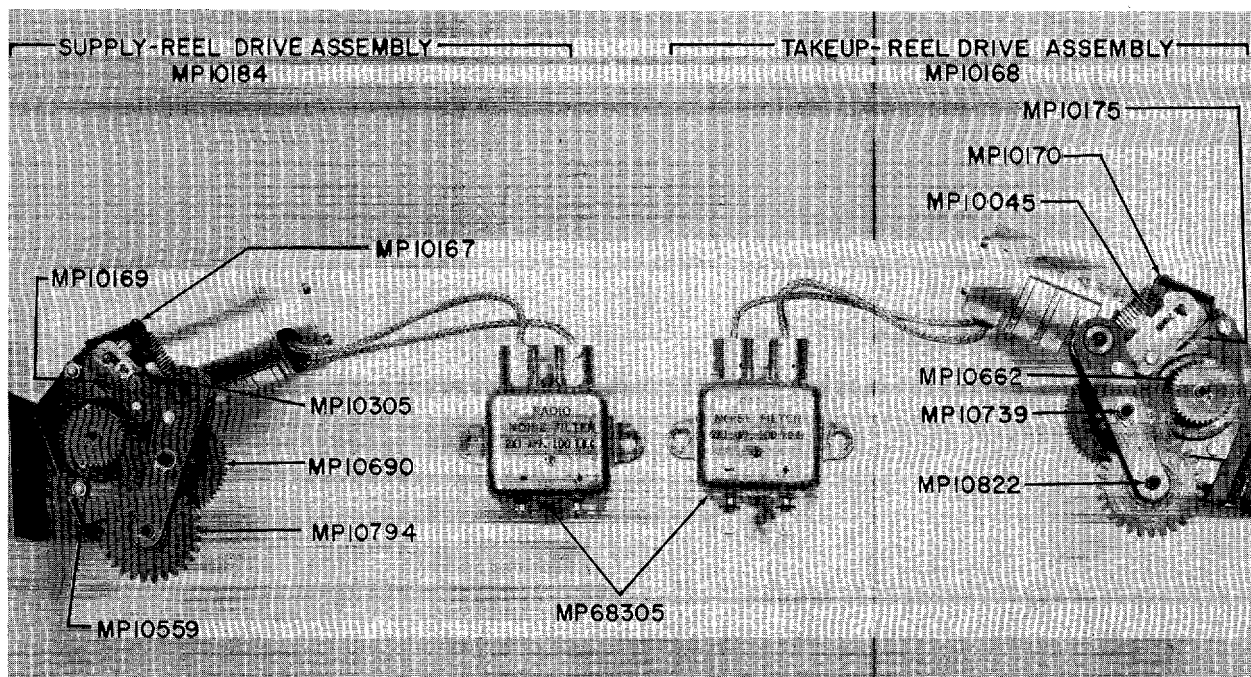 SUPPLY-REEL DRIVE ASSEMBLY
MP10184
TAKEUP-REEL DRIVE ASSEMBLY
MP10168
MP10175
MP10170
MP10045
MP10167
MP10169
MP10305
MP10690
MP10794
MP10559
RADIO
NOISE FILTER
100
NOISE FILTER
MP10662
MP10739
MP10822
MP68305